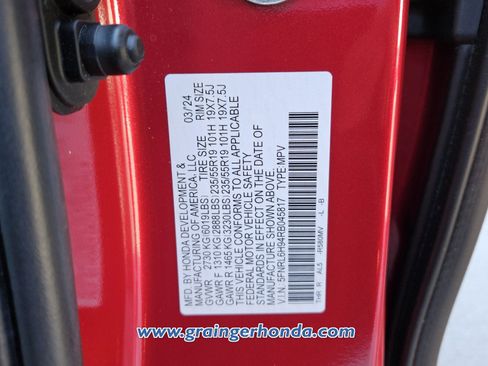 MFD. BY HONDA DEVELOPMENT & 03/'24
MANUFACTURING OF AMERICA, LLC TIRE SIZE RIM SIZE
GVWR 2730 KG(6019LBS)
GAWR F 1310 KG(2888LBS)235/55R19 101H 19X7.5J
GAWR R 1465 KG(3230LBS)235/55R19 101H 19X7.5J
THIS VEHICLE CONFORMS TO ALL APPLICABLE
FEDERAL MOTOR VEHICLE SAFETY
STANDARDS IN EFFECT ON THE DATE OF
MANUFACTURE SHOWN ABOVE.
V.I.N. 5FNRL6H94RB045817 TYPE MPV
THR R AL5 -L -B
www.graingerhonda.com